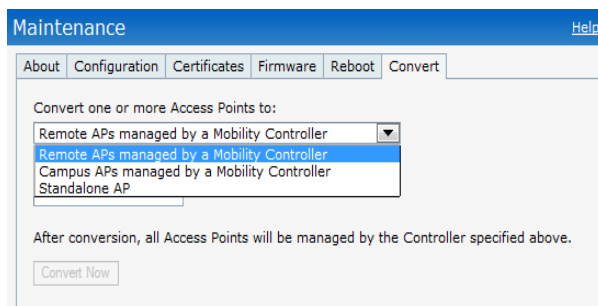 Maintenance
Help
About Configuration Certificates Firmware Reboot Convert
Convert one or more Access Points to:
Remote APs managed by a Mobility Controller
Remote APs managed by a Mobility Controller
Campus APs managed by a Mobility Controller
Standalone AP
After conversion, all Access Points will be managed by the Controller specified above.
Convert Now